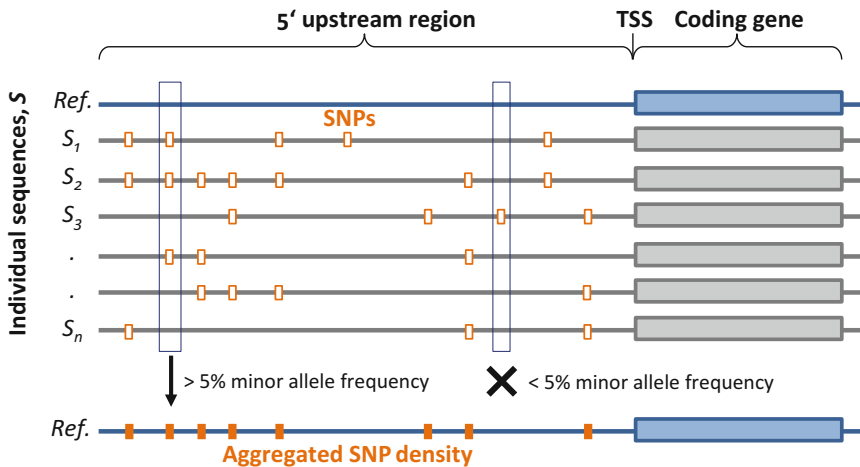 5‘ upstream region TSS Coding gene
Individual sequences, S
Ref.
SNPs
S1
S2
S3
.
.
Sn
> 5% minor allele frequency < 5% minor allele frequency
Ref.
Aggregated SNP density